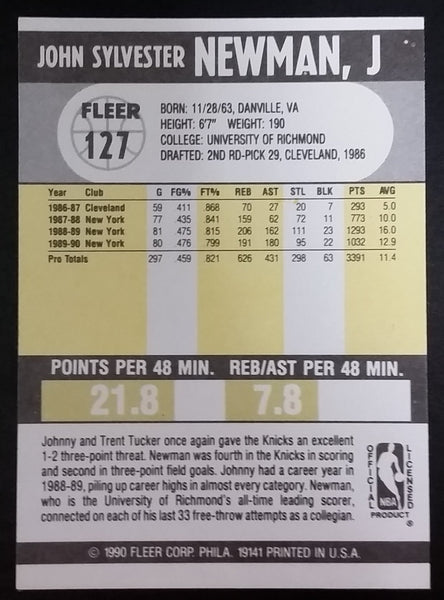 JOHN SYLVESTER NEWMAN, J
FLEER
127
BORN: 11/28/63, DANVILLE, VA
HEIGHT: 6'7" WEIGHT: 190
COLLEGE: UNIVERSITY OF RICHMOND
DRAFTED: 2ND RD-PICK 29, CLEVELAND, 1986
Year Club G FG% FT% REB AST STL BLK PTS AVG
1986-87 Cleveland 59 .411 .868 70 27 20 7 293 5.0
1987-88 New York 77 .435 .841 159 62 72 11 773 10.0
1988-89 New York 81 .475 .815 206 162 111 23 1293 16.0
1989-90 New York 80 .476 .799 191 180 95 22 1032 12.9
Pro Totals 297 .459 .821 626 431 298 63 3391 11.4
POINTS PER 48 MIN. REB/AST PER 48 MIN.
21.8 7.8
Johnny and Trent Tucker once again gave the Knicks an excellent
1-2 three-point threat. Newman was fourth in the Knicks in scoring
and second in three-point field goals. Johnny had a career year in
1988-89, piling up career highs in almost every category. Newman,
who is the University of Richmond's all-time leading scorer,
connected on each of his last 33 free-throw attempts as a collegian.
OFFICIAL
LICENSED
NBA
PRODUCT ®
© 1990 FLEER CORP. PHILA. 19141 PRINTED IN U.S.A.